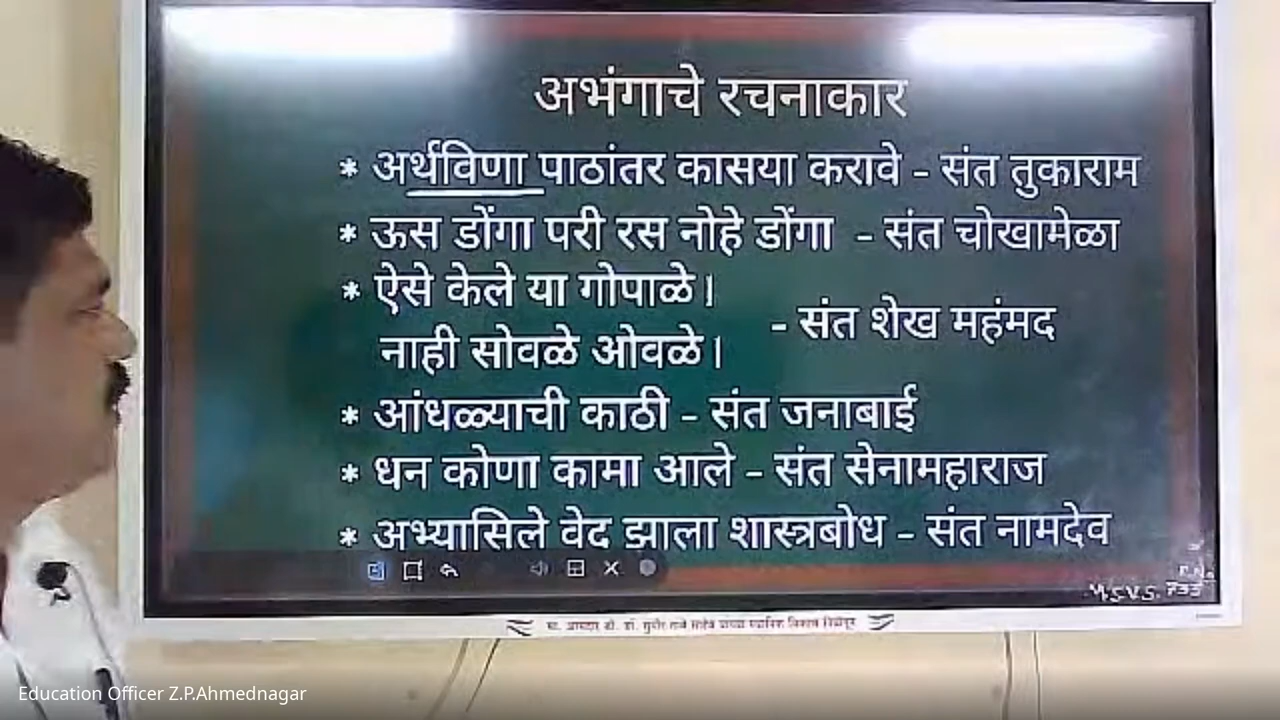 अभंगाचे रचनाकार
* अर्थविणा पाठांतर कासया करावे - संत तुकाराम
* ऊस डोंगा परी रस नोहे डोंगा - संत चोखामेळा
* ऐसे केले या गोपाळे।
- संत शेख महंमद
नाही सोवळे ओवळे।
* आंधळ्याची काठी - संत जनाबाई
* धन कोणा कामा आले - संत सेनामहाराज
* अभ्यासिले वेद झाला शास्त्रबोध - संत नामदेव
Education Officer Z.P.Ahmednagar